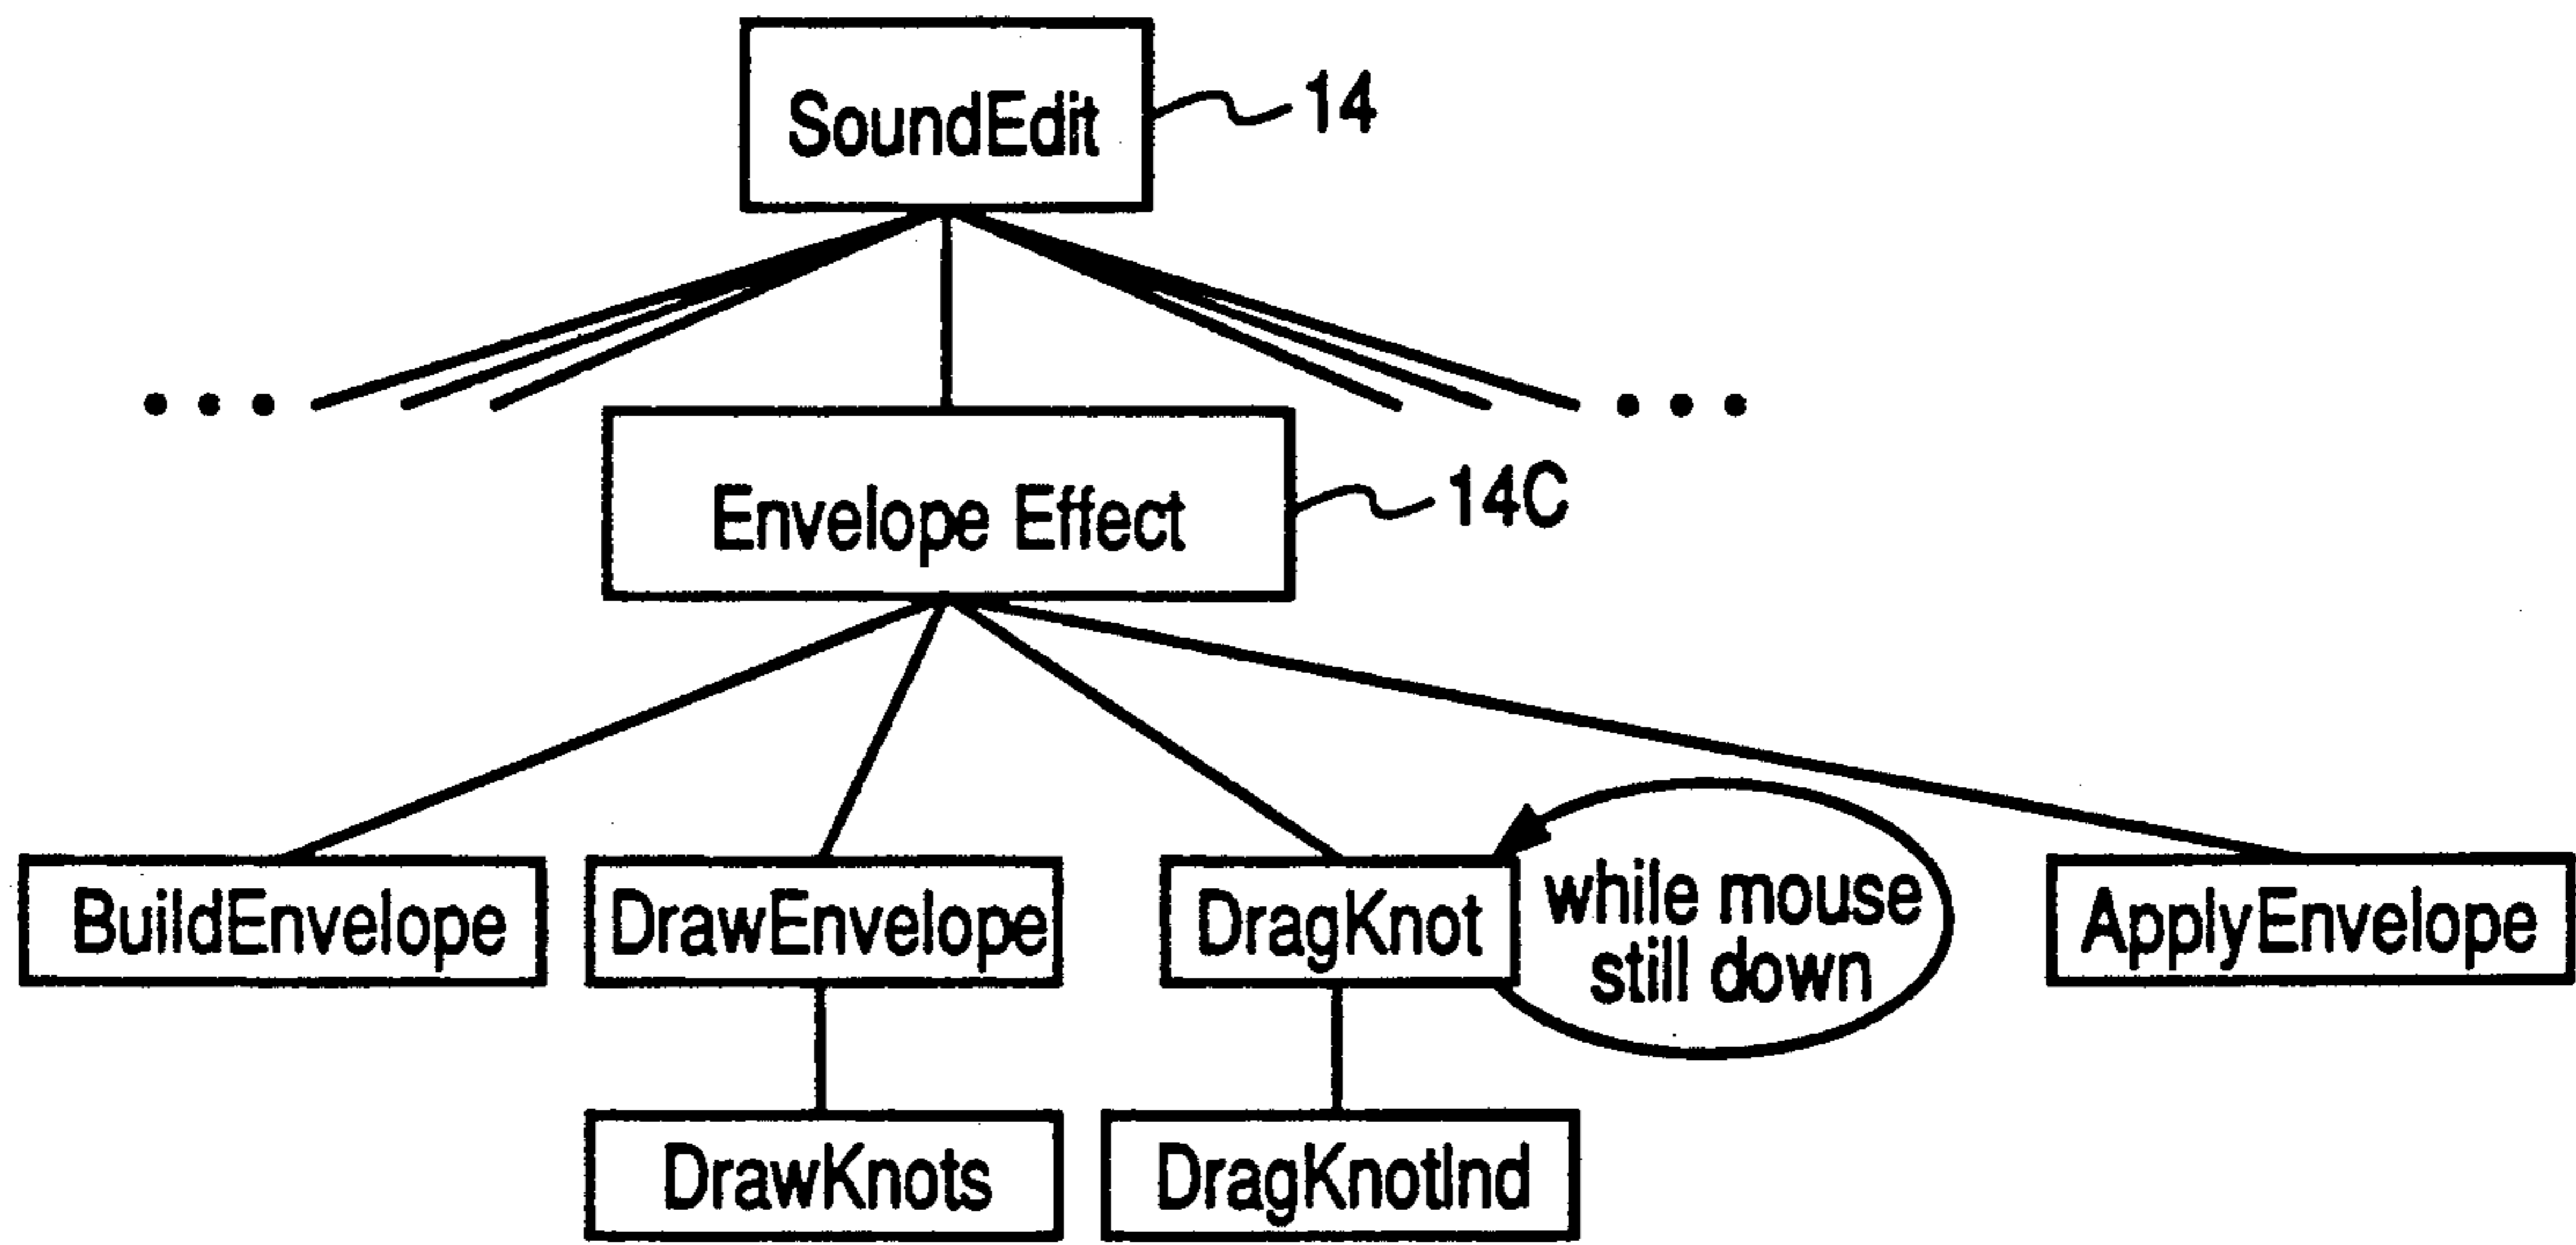 SoundEdit
14
Envelope Effect
14C
BuildEnvelope
DrawEnvelope
DragKnot
while mouse
still down
ApplyEnvelope
DrawKnots
DragKnotInd